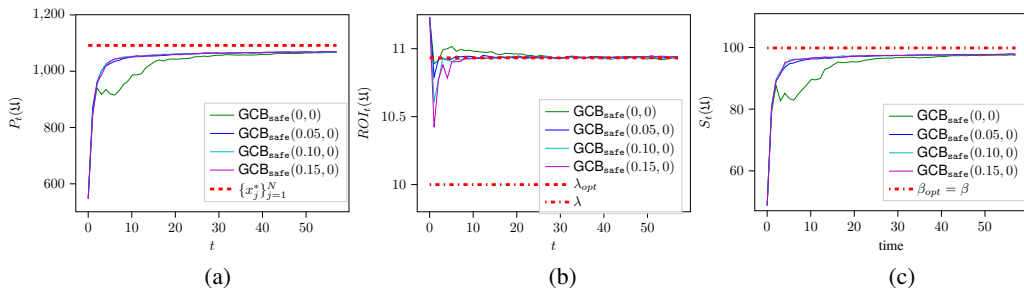 1,200
1,000
800
600
P_t(𝔘)
0 10 20 30 40 50
t
GCB_safe(0, 0)
GCB_safe(0.05, 0)
GCB_safe(0.10, 0)
GCB_safe(0.15, 0)
{x_j^*}_{j=1}^N
(a)
11
10.5
10
ROI_t(𝔘)
0 10 20 30 40 50
t
GCB_safe(0, 0)
GCB_safe(0.05, 0)
GCB_safe(0.10, 0)
GCB_safe(0.15, 0)
λ_opt
λ
(b)
100
80
60
S_t(𝔘)
0 10 20 30 40 50
time
GCB_safe(0, 0)
GCB_safe(0.05, 0)
GCB_safe(0.10, 0)
GCB_safe(0.15, 0)
β_opt = β
(c)